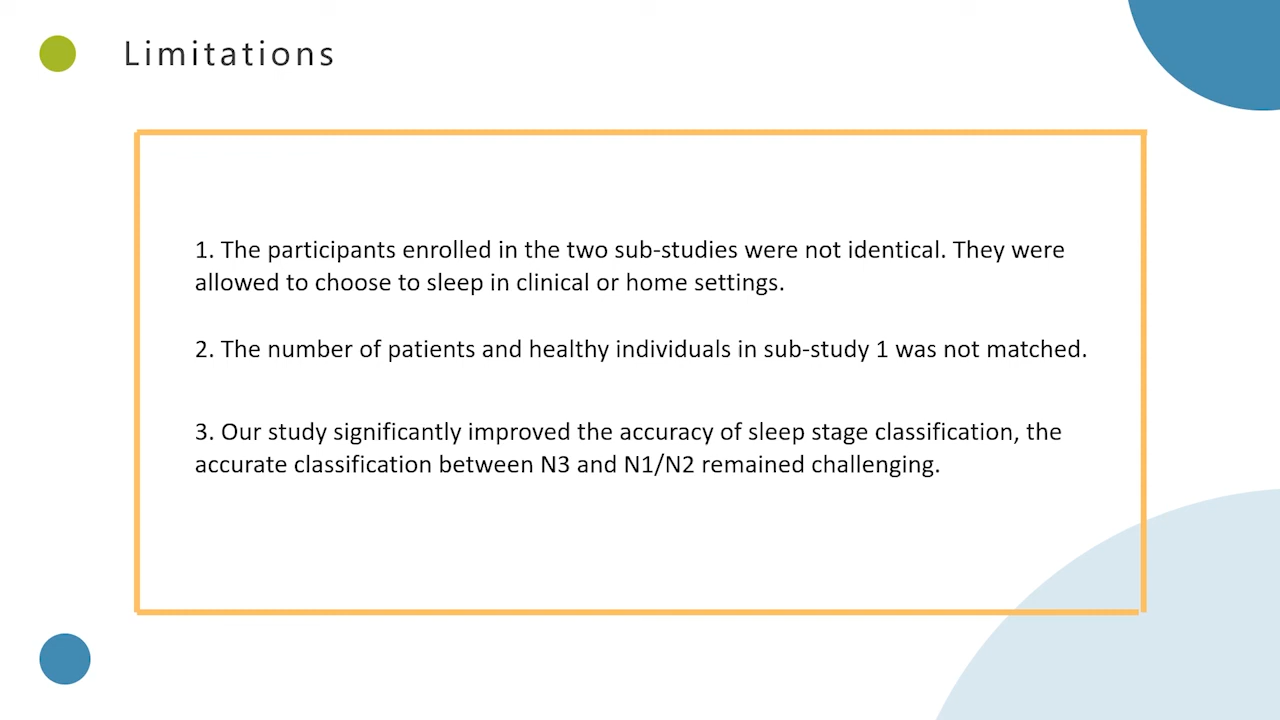 Limitations
1. The participants enrolled in the two sub-studies were not identical. They were
allowed to choose to sleep in clinical or home settings.
2. The number of patients and healthy individuals in sub-study 1 was not matched.
3. Our study significantly improved the accuracy of sleep stage classification, the
accurate classification between N3 and N1/N2 remained challenging.